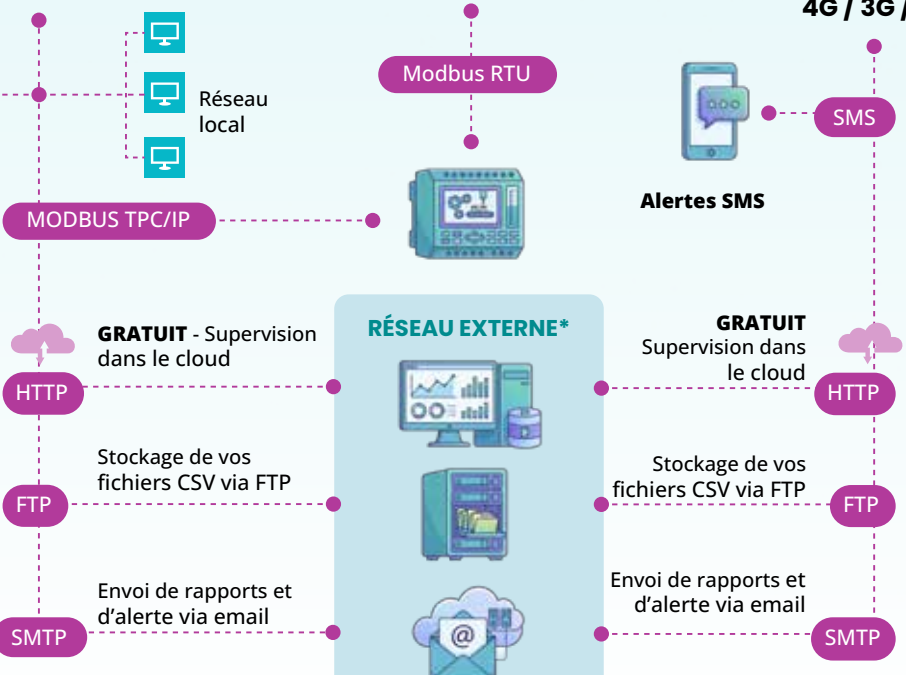 4G / 3G /
Modbus RTU
Réseau
local
SMS
Alertes SMS
MODBUS TPC/IP
RÉSEAU EXTERNE*
GRATUIT - Supervision
dans le cloud
HTTP
GRATUIT
Supervision dans
le cloud
HTTP
Stockage de vos
fichiers CSV via FTP
FTP
Stockage de vos
fichiers CSV via FTP
FTP
Envoi de rapports et
d’alerte via email
SMTP
@
Envoi de rapports et
d’alerte via email
SMTP